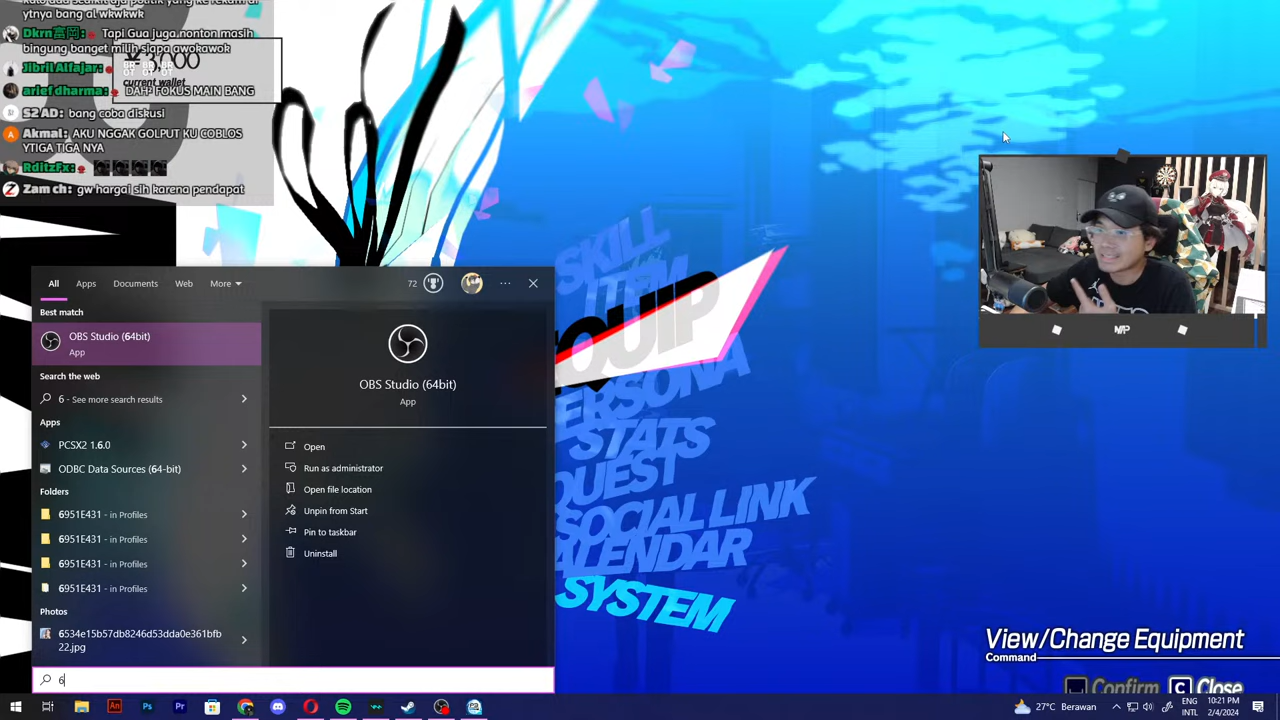 kalo ada sedikit aja politik yang ke rekam di
ytnya bang al wkwkwk
Dkrn富岡: Tapi Gua juga nonton masih
bingung banget milih siapa awokawok
Jibril Alfajar:
¥3,000
current wallet
arief dharma: DAH² FOKUS MAIN BANG
S2 AD: bang coba diskusi
Akmal: AKU NGGAK GOLPUT KU COBLOS
YTIGA TIGA NYA
RditzFx:
Zam ch: gw hargai sih karena pendapat
All Apps Documents Web More 72
Best match
OBS Studio (64bit)
App
Search the web
6 - See more search results
Apps
PCSX2 1.6.0
ODBC Data Sources (64-bit)
Folders
6951E431 - in Profiles
6951E431 - in Profiles
6951E431 - in Profiles
6951E431 - in Profiles
Photos
6534e15b57db8246d53dda0e361bfb
22.jpg
6
OBS Studio (64bit)
App
Open
Run as administrator
Open file location
Unpin from Start
Pin to taskbar
Uninstall
SKILL
ITEM
EQUIP
PERSONA
STATS
QUEST
SOCIAL LINK
CALENDAR
SYSTEM
View/Change Equipment
Command
Confirm C Close
27°C Berawan
ENG
INTL
10:21 PM
2/4/2024